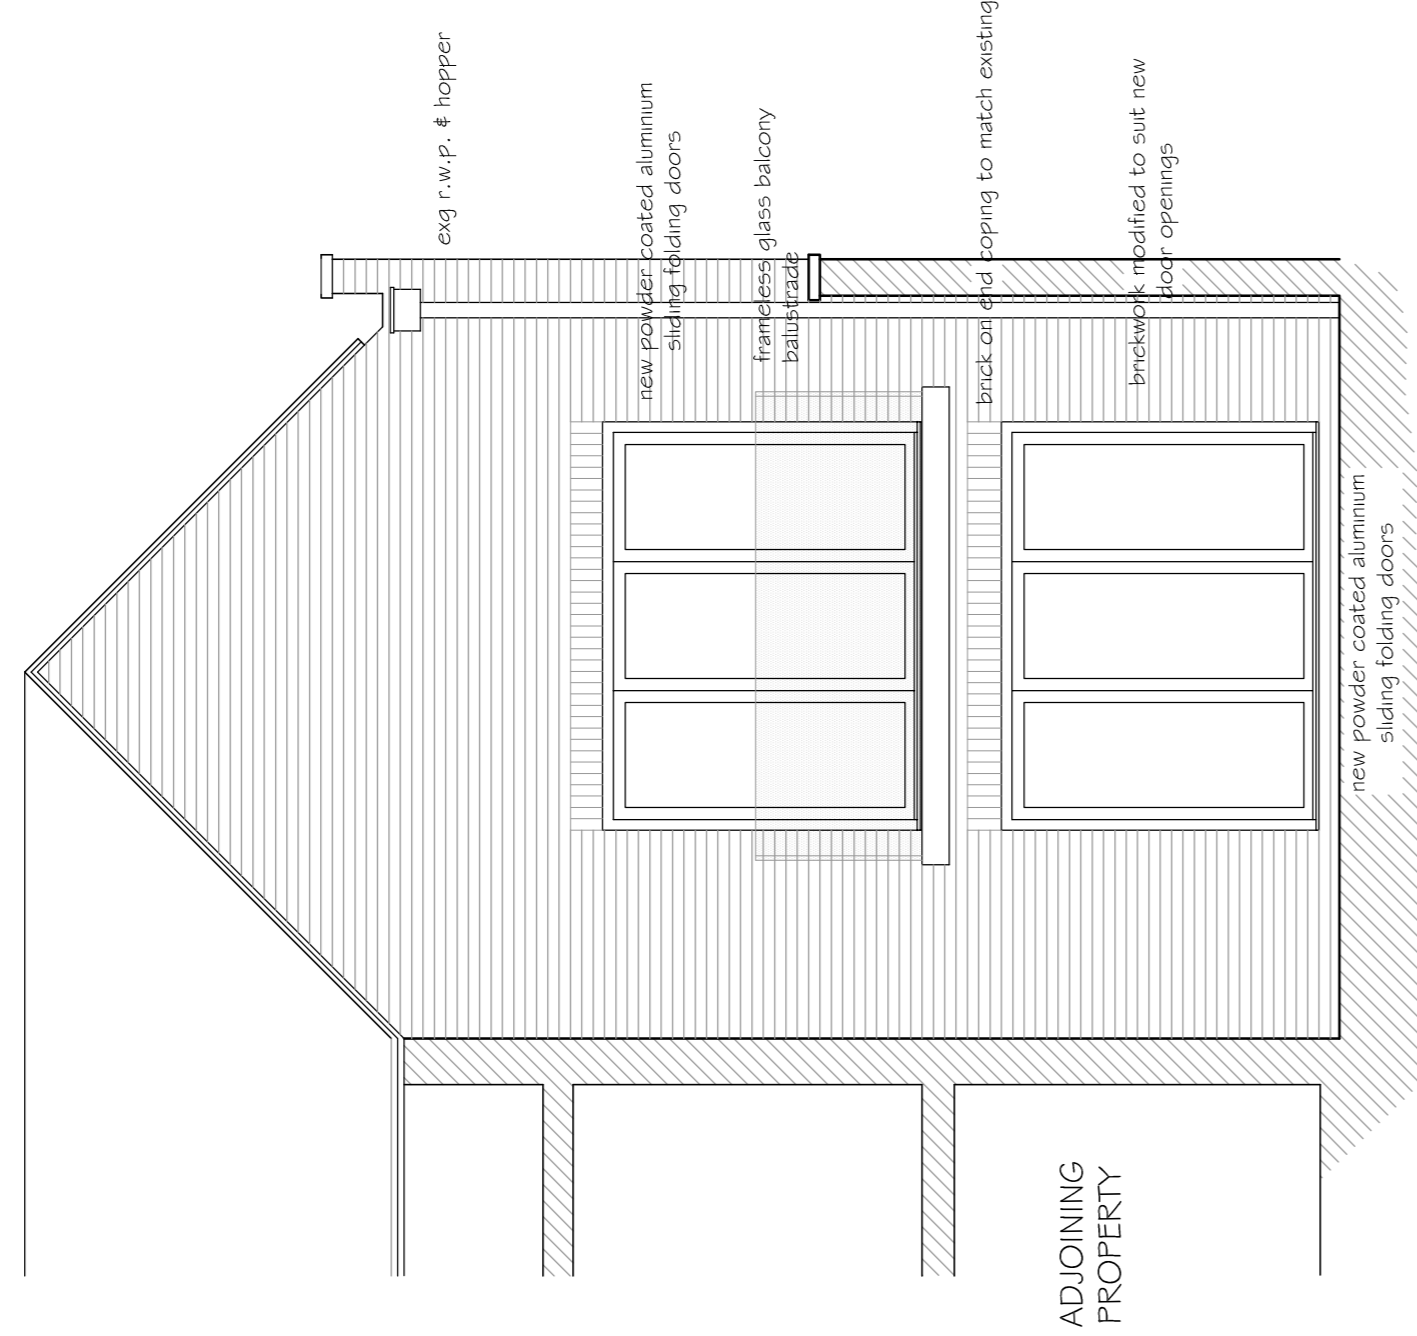 exg r.w.p. & hopper
new powder coated aluminium
sliding folding doors
frameless glass balcony
balustrade
brick on end coping to match existing
brickwork modified to suit new
door openings
new powder coated aluminium
sliding folding doors
ADJOINING
PROPERTY